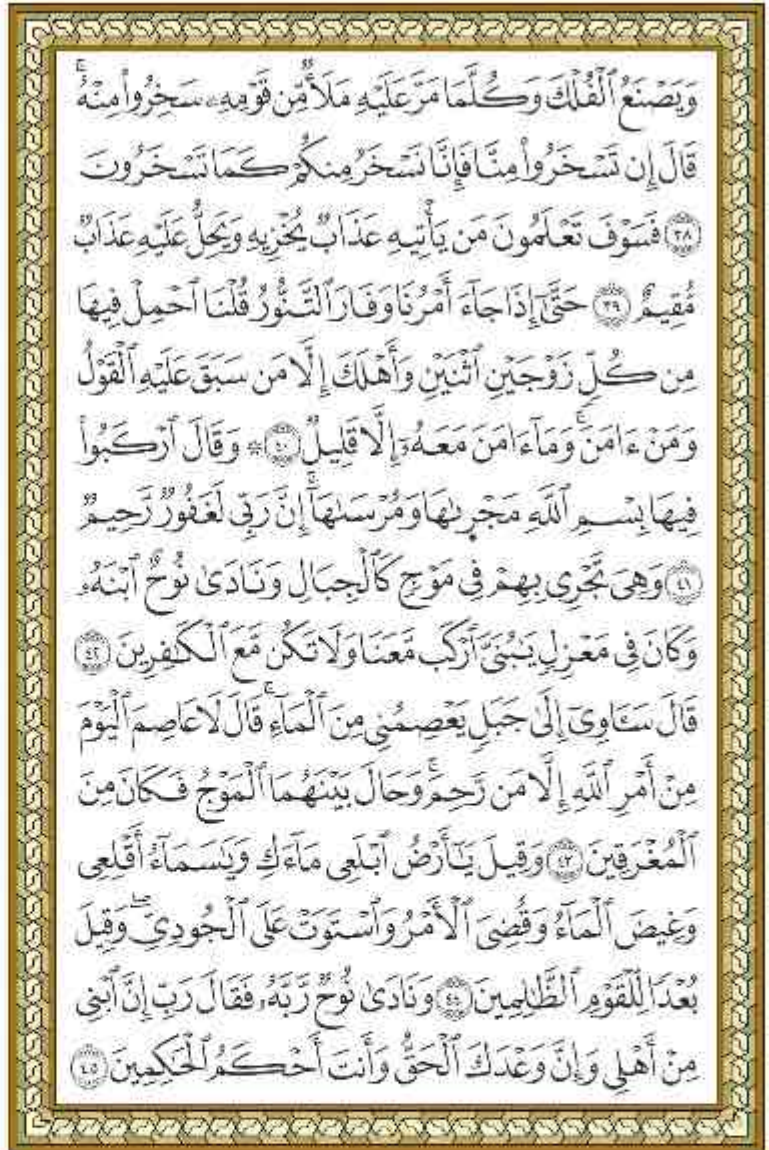 وَيَصْنَعُ ٱلْفُلْكَ وَكُلَّمَا مَرَّ عَلَيْهِ مَلَأٌ مِّن قَوْمِهِۦ سَخِرُوا۟ مِنْهُ ۚ
قَالَ إِن تَسْخَرُوا۟ مِنَّا فَإِنَّا نَسْخَرُ مِنكُمْ كَمَا تَسْخَرُونَ
﴿٣٨﴾ فَسَوْفَ تَعْلَمُونَ مَن يَأْتِيهِ عَذَابٌ يُخْزِيهِ وَيَحِلُّ عَلَيْهِ عَذَابٌ
مُّقِيمٌ ﴿٣٩﴾ حَتَّىٰٓ إِذَا جَآءَ أَمْرُنَا وَفَارَ ٱلتَّنُّورُ قُلْنَا ٱحْمِلْ فِيهَا
مِن كُلٍّ زَوْجَيْنِ ٱثْنَيْنِ وَأَهْلَكَ إِلَّا مَن سَبَقَ عَلَيْهِ ٱلْقَوْلُ
وَمَنْ ءَامَنَ ۚ وَمَآ ءَامَنَ مَعَهُۥٓ إِلَّا قَلِيلٌ ﴿٤٠﴾ ۞ وَقَالَ ٱرْكَبُوا۟
فِيهَا بِسْمِ ٱللَّهِ مَجْر۪ىٰهَا وَمُرْسَىٰهَآ ۚ إِنَّ رَبِّى لَغَفُورٌ رَّحِيمٌ
﴿٤١﴾ وَهِىَ تَجْرِى بِهِمْ فِى مَوْجٍ كَٱلْجِبَالِ وَنَادَىٰ نُوحٌ ٱبْنَهُۥ
وَكَانَ فِى مَعْزِلٍ يَـٰبُنَىَّ ٱرْكَب مَّعَنَا وَلَا تَكُن مَّعَ ٱلْكَـٰفِرِينَ ﴿٤٢﴾
قَالَ سَـَٔاوِىٓ إِلَىٰ جَبَلٍ يَعْصِمُنِى مِنَ ٱلْمَآءِ ۚ قَالَ لَا عَاصِمَ ٱلْيَوْمَ
مِنْ أَمْرِ ٱللَّهِ إِلَّا مَن رَّحِمَ ۚ وَحَالَ بَيْنَهُمَا ٱلْمَوْجُ فَكَانَ مِنَ
ٱلْمُغْرَقِينَ ﴿٤٣﴾ وَقِيلَ يَـٰٓأَرْضُ ٱبْلَعِى مَآءَكِ وَيَـٰسَمَآءُ أَقْلِعِى
وَغِيضَ ٱلْمَآءُ وَقُضِىَ ٱلْأَمْرُ وَٱسْتَوَتْ عَلَى ٱلْجُودِىِّ ۖ وَقِيلَ
بُعْدًا لِّلْقَوْمِ ٱلظَّـٰلِمِينَ ﴿٤٤﴾ وَنَادَىٰ نُوحٌ رَّبَّهُۥ فَقَالَ رَبِّ إِنَّ ٱبْنِى
مِنْ أَهْلِى وَإِنَّ وَعْدَكَ ٱلْحَقُّ وَأَنتَ أَحْكَمُ ٱلْحَـٰكِمِينَ ﴿٤٥﴾